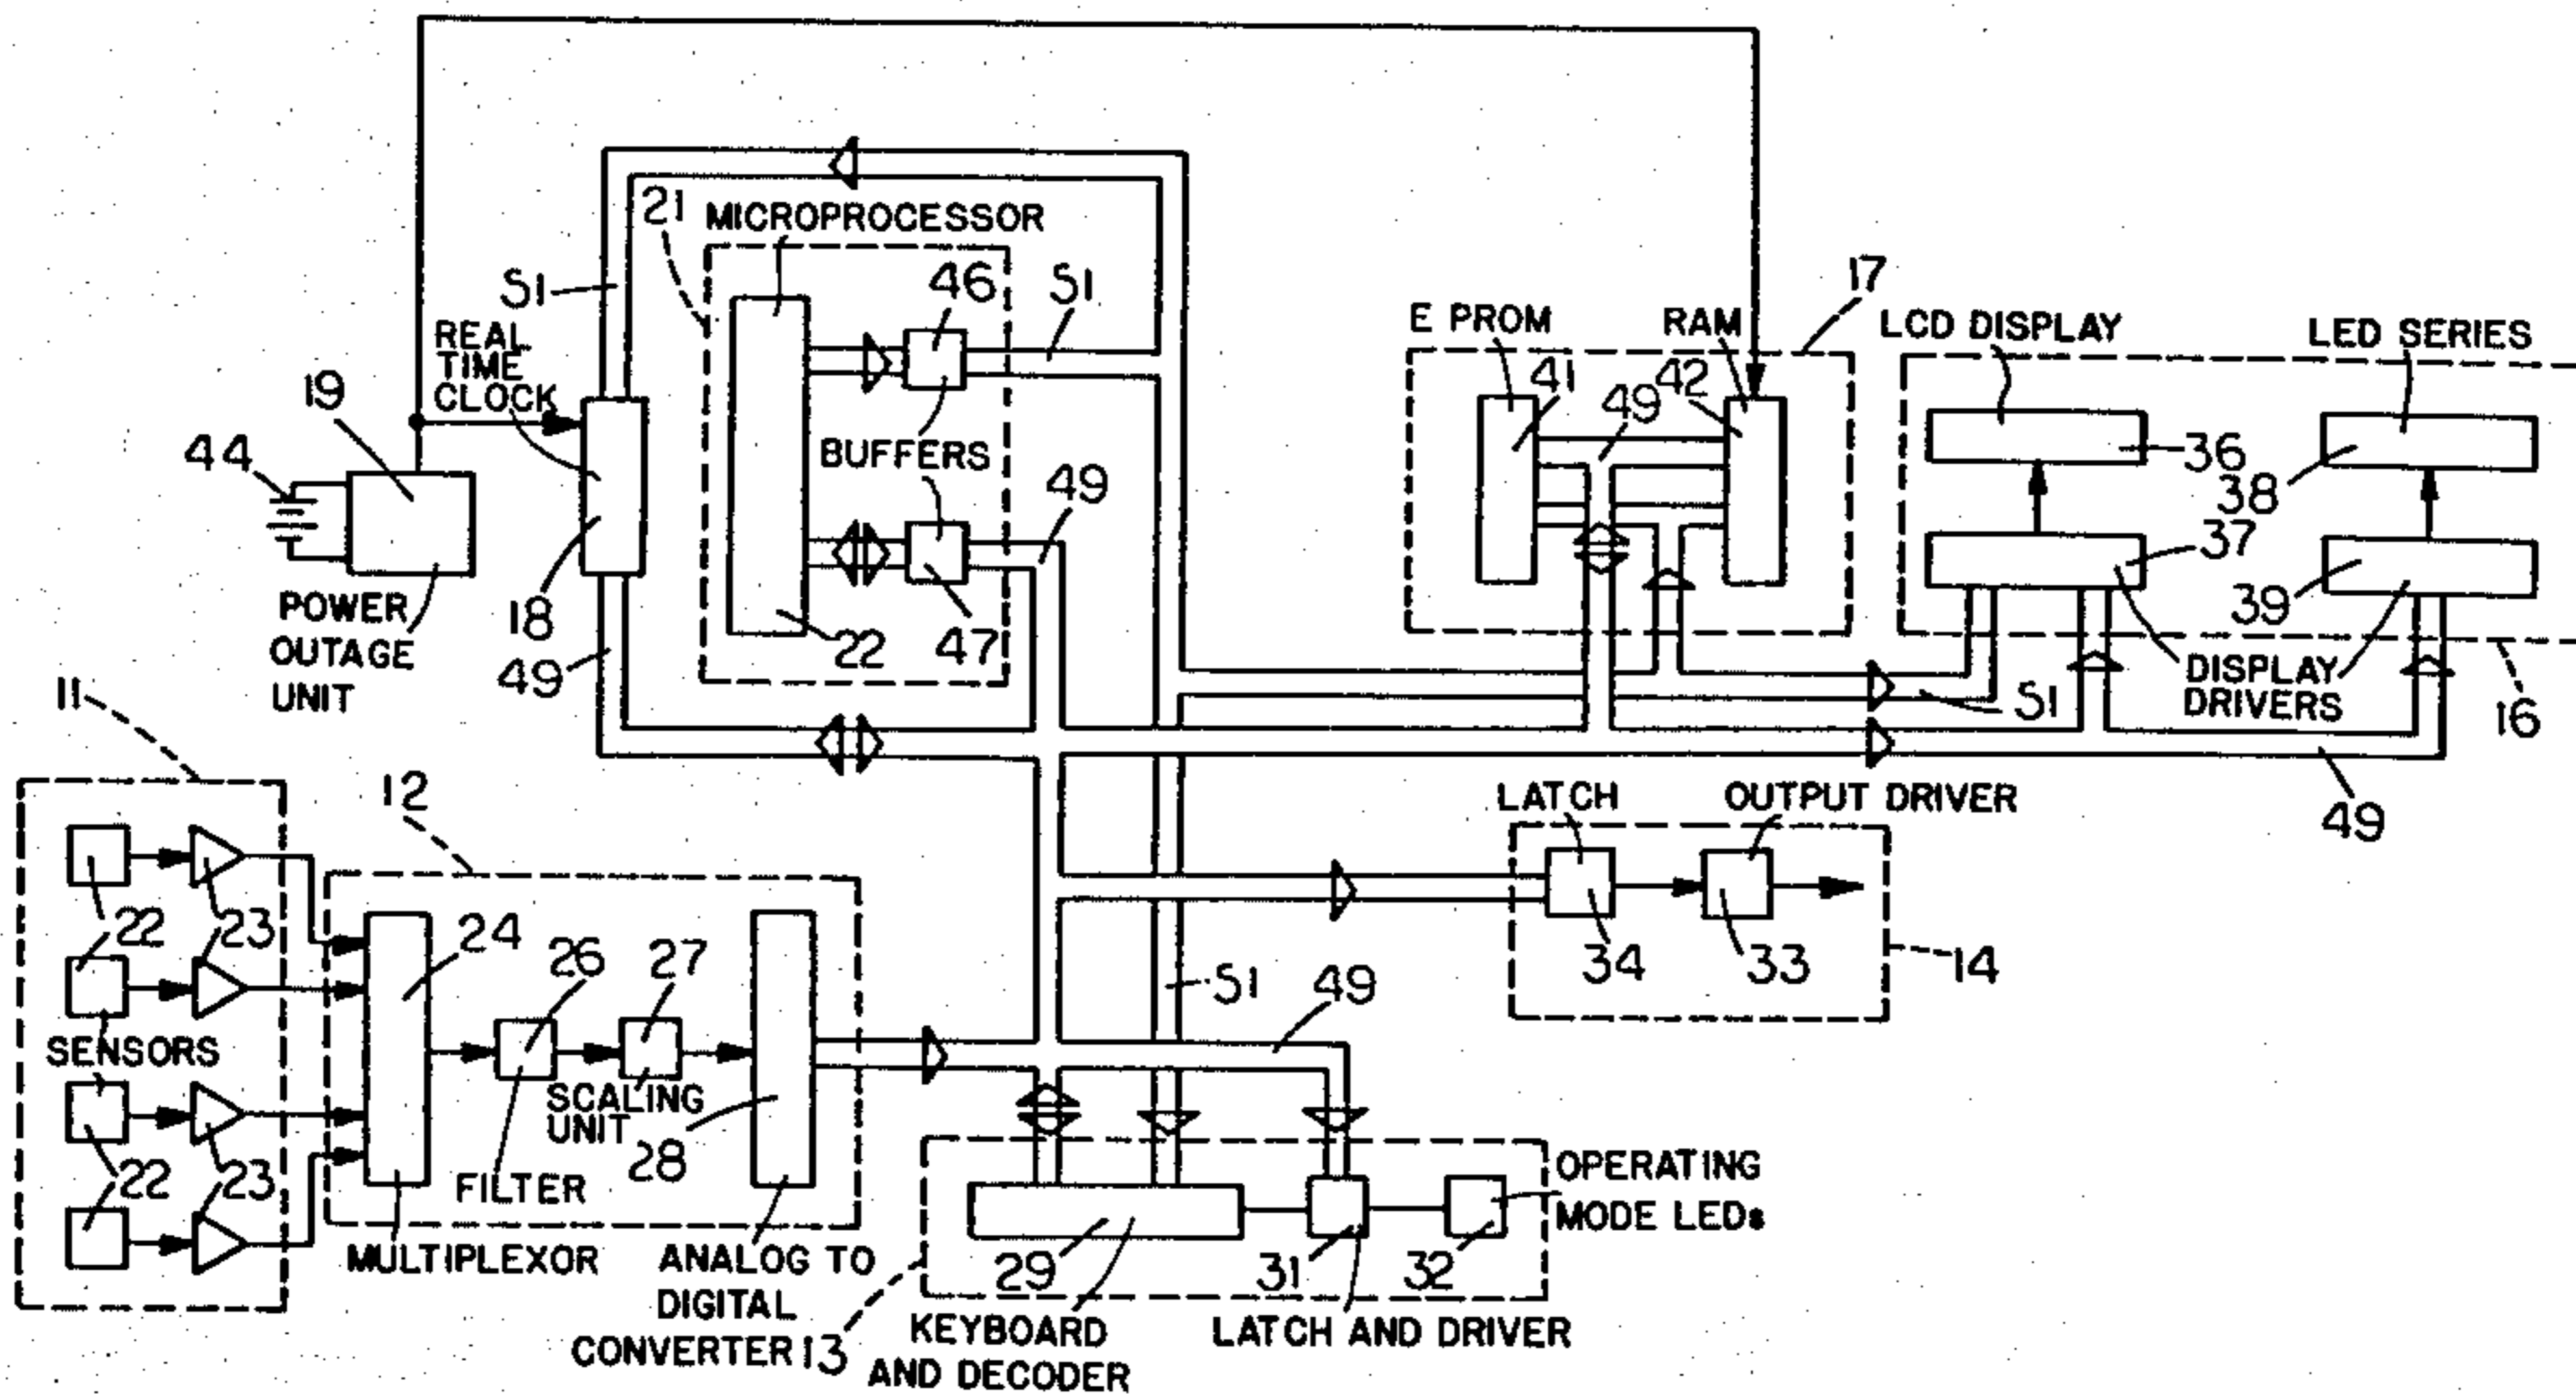 21
MICROPROCESSOR
46
51
51
REAL
TIME
CLOCK
19
44
BUFFERS
49
18
22
47
49
POWER
OUTAGE
UNIT
17
E PROM
RAM
41
49
42
LCD DISPLAY
LED SERIES
36
38
37
39
DISPLAY
DRIVERS
51
16
49
11
12
22
23
24
26
27
SENSORS
SCALING
UNIT
28
22
23
FILTER
MULTIPLEXOR
ANALOG TO
DIGITAL
CONVERTER
13
51
49
LATCH
OUTPUT DRIVER
34
33
14
OPERATING
MODE LEDs
29
31
32
KEYBOARD
AND DECODER
LATCH AND DRIVER